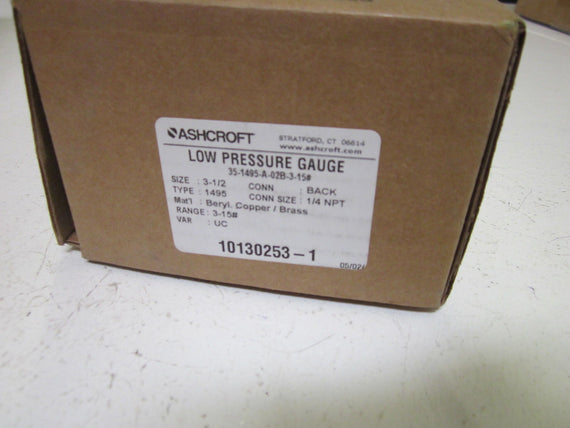 ASHCROFT STRATFORD, CT 06614
www.ashcroft.com
LOW PRESSURE GAUGE
35-1495-A-02B-3-15#
SIZE : 3-1/2 CONN : BACK
TYPE : 1495 CONN SIZE : 1/4 NPT
Mat'l : Beryl. Copper / Brass
RANGE : 3-15#
VAR : UC
10130253-1
05/02/